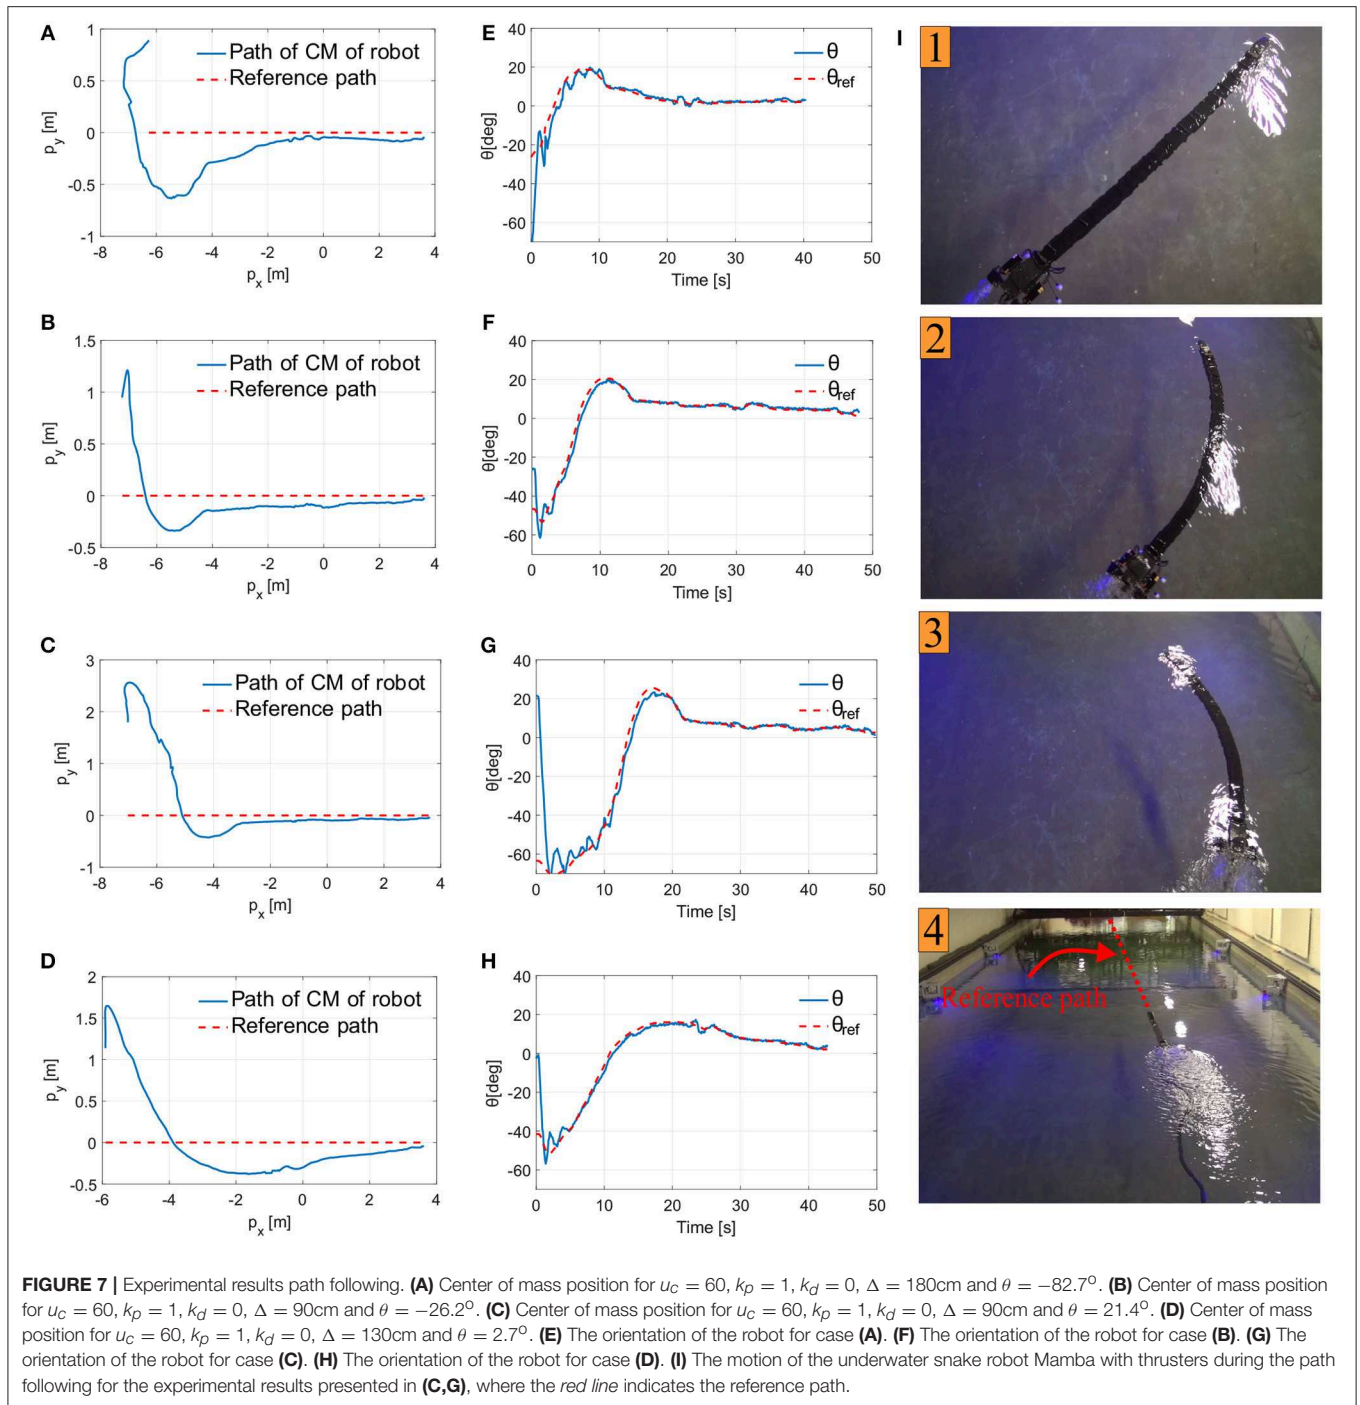 A
1
0.5
0
-0.5
-1
-8 -6 -4 -2 0 2 4
p_y [m]
p_x [m]
Path of CM of robot
Reference path
E
40
20
0
-20
-40
-60
0 10 20 30 40 50
θ[deg]
Time [s]
θ
θ_ref
I
1
B
1.5
1
0.5
0
-0.5
-8 -6 -4 -2 0 2 4
p_y [m]
p_x [m]
Path of CM of robot
Reference path
F
40
20
0
-20
-40
-60
0 10 20 30 40 50
θ[deg]
Time [s]
θ
θ_ref
2
C
3
2
1
0
-1
-8 -6 -4 -2 0 2 4
p_y [m]
p_x [m]
Path of CM of robot
Reference path
G
40
20
0
-20
-40
-60
0 10 20 30 40 50
θ[deg]
Time [s]
θ
θ_ref
3
D
2
1.5
1
0.5
0
-0.5
-6 -4 -2 0 2 4
p_y [m]
p_x [m]
Path of CM of robot
Reference path
H
40
20
0
-20
-40
-60
0 10 20 30 40 50
θ[deg]
Time [s]
θ
θ_ref
4
Reference path
FIGURE 7 | Experimental results path following. (A) Center of mass position for u_c = 60, k_p = 1, k_d = 0, Δ = 180cm and θ = −82.7°. (B) Center of mass position
for u_c = 60, k_p = 1, k_d = 0, Δ = 90cm and θ = −26.2°. (C) Center of mass position for u_c = 60, k_p = 1, k_d = 0, Δ = 90cm and θ = 21.4°. (D) Center of mass
position for u_c = 60, k_p = 1, k_d = 0, Δ = 130cm and θ = 2.7°. (E) The orientation of the robot for case (A). (F) The orientation of the robot for case (B). (G) The
orientation of the robot for case (C). (H) The orientation of the robot for case (D). (I) The motion of the underwater snake robot Mamba with thrusters during the path
following for the experimental results presented in (C,G), where the red line indicates the reference path.